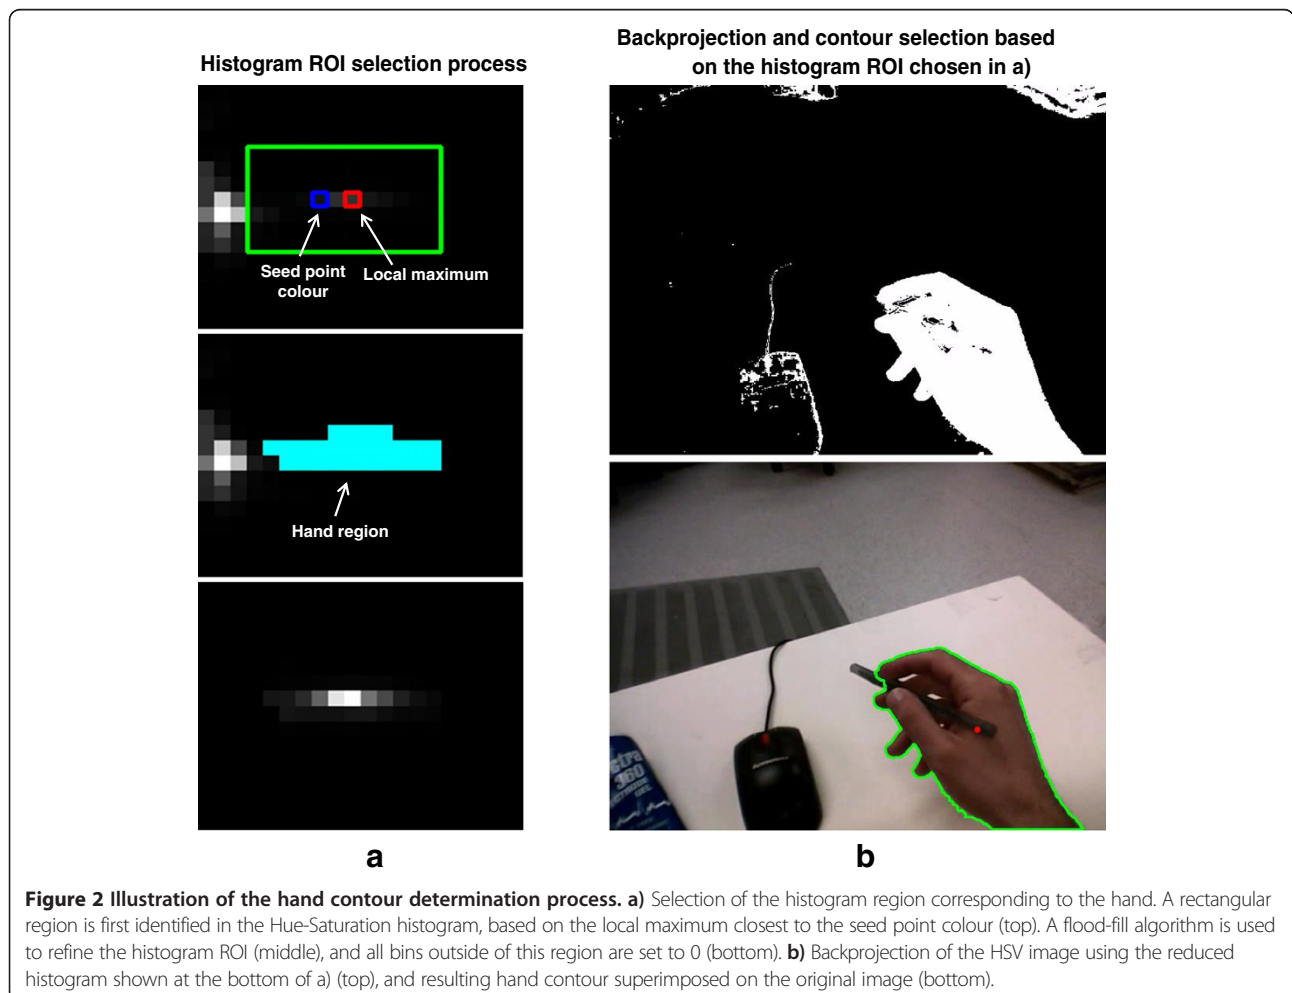 Histogram ROI selection process
Seed point
colour
Local maximum
Hand region
a
Backprojection and contour selection based
on the histogram ROI chosen in a)
360
GEL
b
Figure 2 Illustration of the hand contour determination process. a) Selection of the histogram region corresponding to the hand. A rectangular
region is first identified in the Hue-Saturation histogram, based on the local maximum closest to the seed point colour (top). A flood-fill algorithm is used
to refine the histogram ROI (middle), and all bins outside of this region are set to 0 (bottom). b) Backprojection of the HSV image using the reduced
histogram shown at the bottom of a) (top), and resulting hand contour superimposed on the original image (bottom).